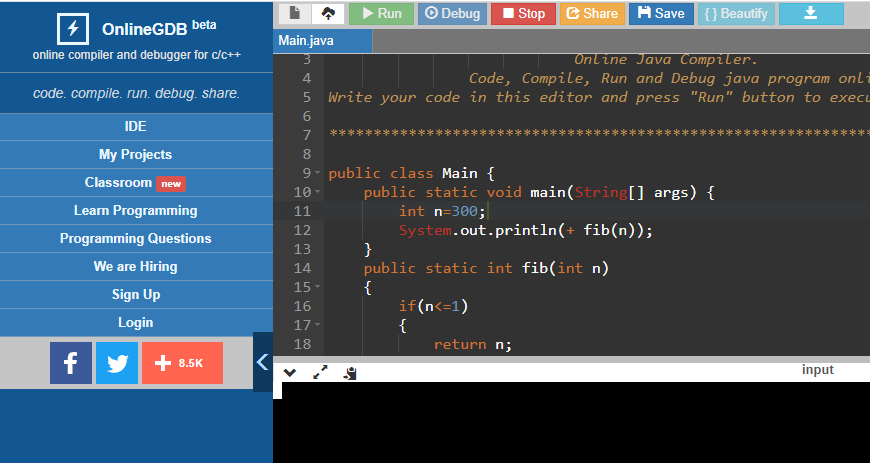 OnlineGDB beta
online compiler and debugger for c/c++
code. compile. run. debug. share.
IDE
My Projects
Classroom new
Learn Programming
Programming Questions
We are Hiring
Sign Up
Login
8.5K
Run Debug Stop Share Save { } Beautify
Main.java
3 Online Java Compiler.
4 Code, Compile, Run and Debug java program onli
5 Write your code in this editor and press "Run" button to execu
6
7 **************************************************************
8
9 public class Main {
10 public static void main(String[] args) {
11 int n=300;
12 System.out.println(+ fib(n));
13 }
14 public static int fib(int n)
15 {
16 if(n<=1)
17 {
18 return n;
input